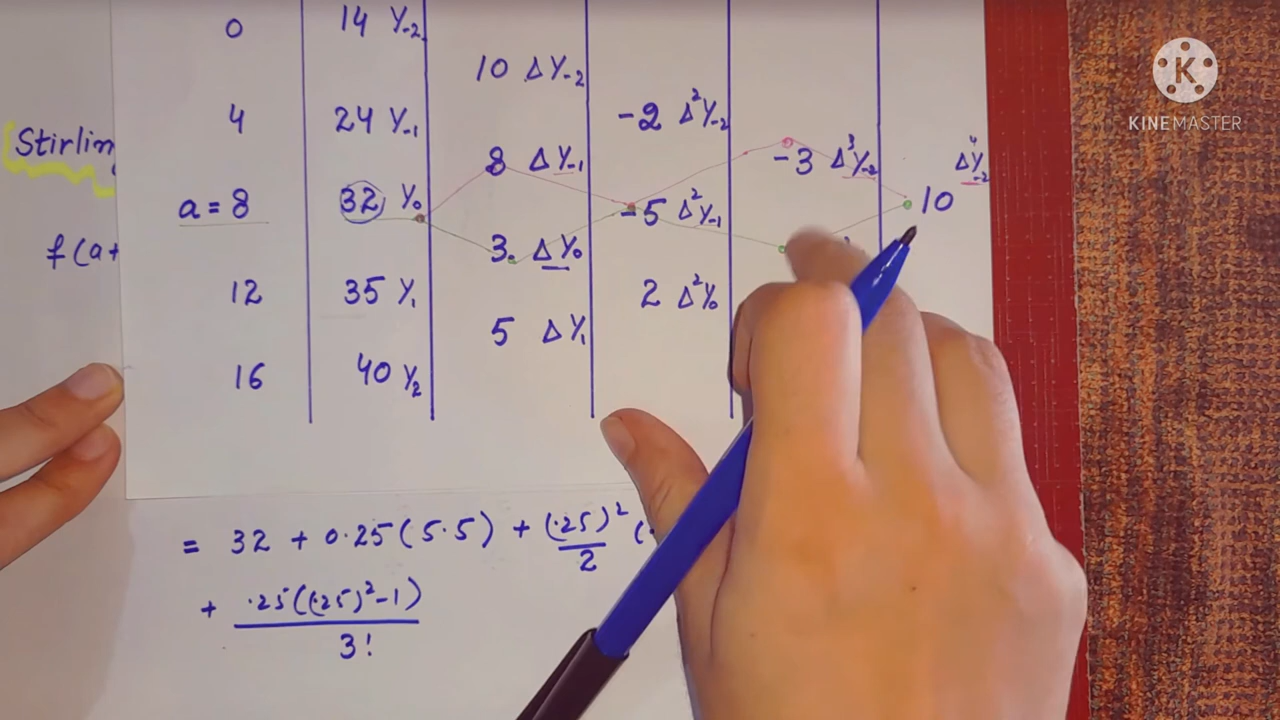 0 14 Y₋₂
10 ΔY₋₂
4 24 Y₋₁ -2 Δ²Y₋₂
Stirlin 8 ΔY₋₁ -3 Δ³Y₋₂ Δ⁴Y₋₂
a = 8 32 Y₀ -5 Δ²Y₋₁ 10
f(a+ 3 ΔY₀
12 35 Y₁ 2 Δ²Y₀
5 ΔY₁
16 40 Y₂
= 32 + 0.25(5.5) + (.25)²/2 (
+ .25((.25)²-1)/3!
KINEMASTER